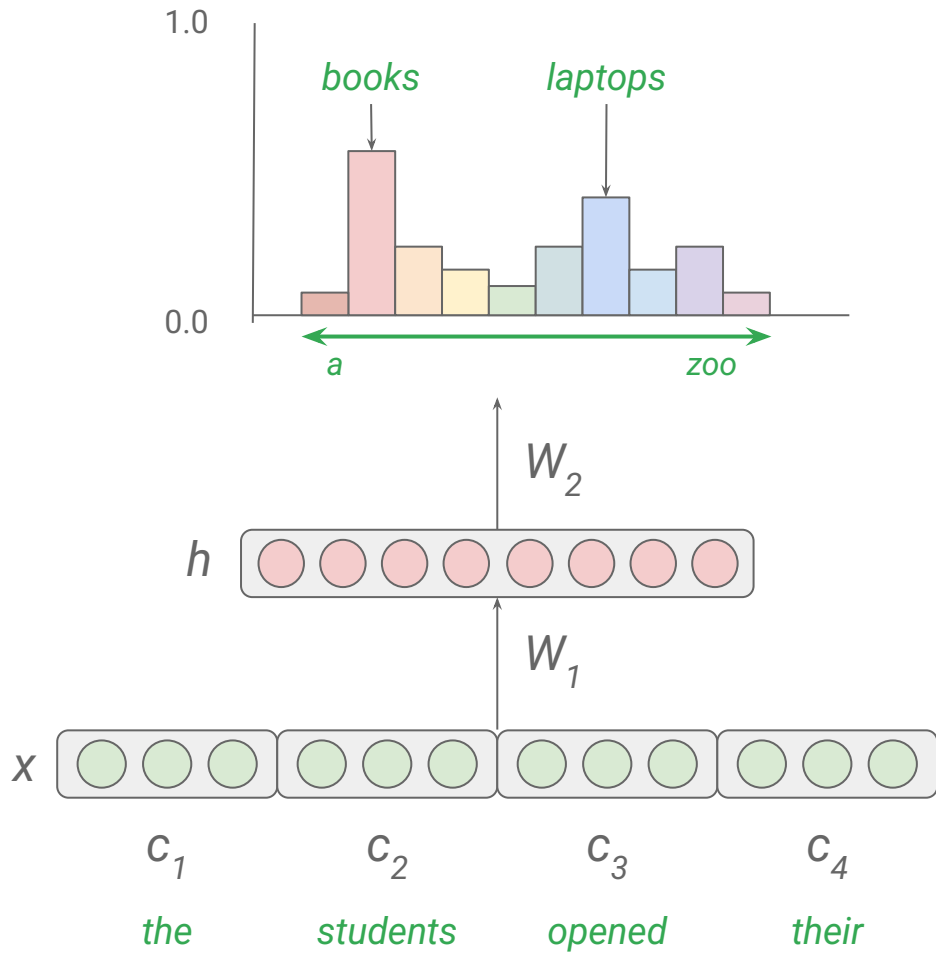 1.0
books laptops
0.0
a zoo
W2
h
W1
x
c1 c2 c3 c4
the students opened their